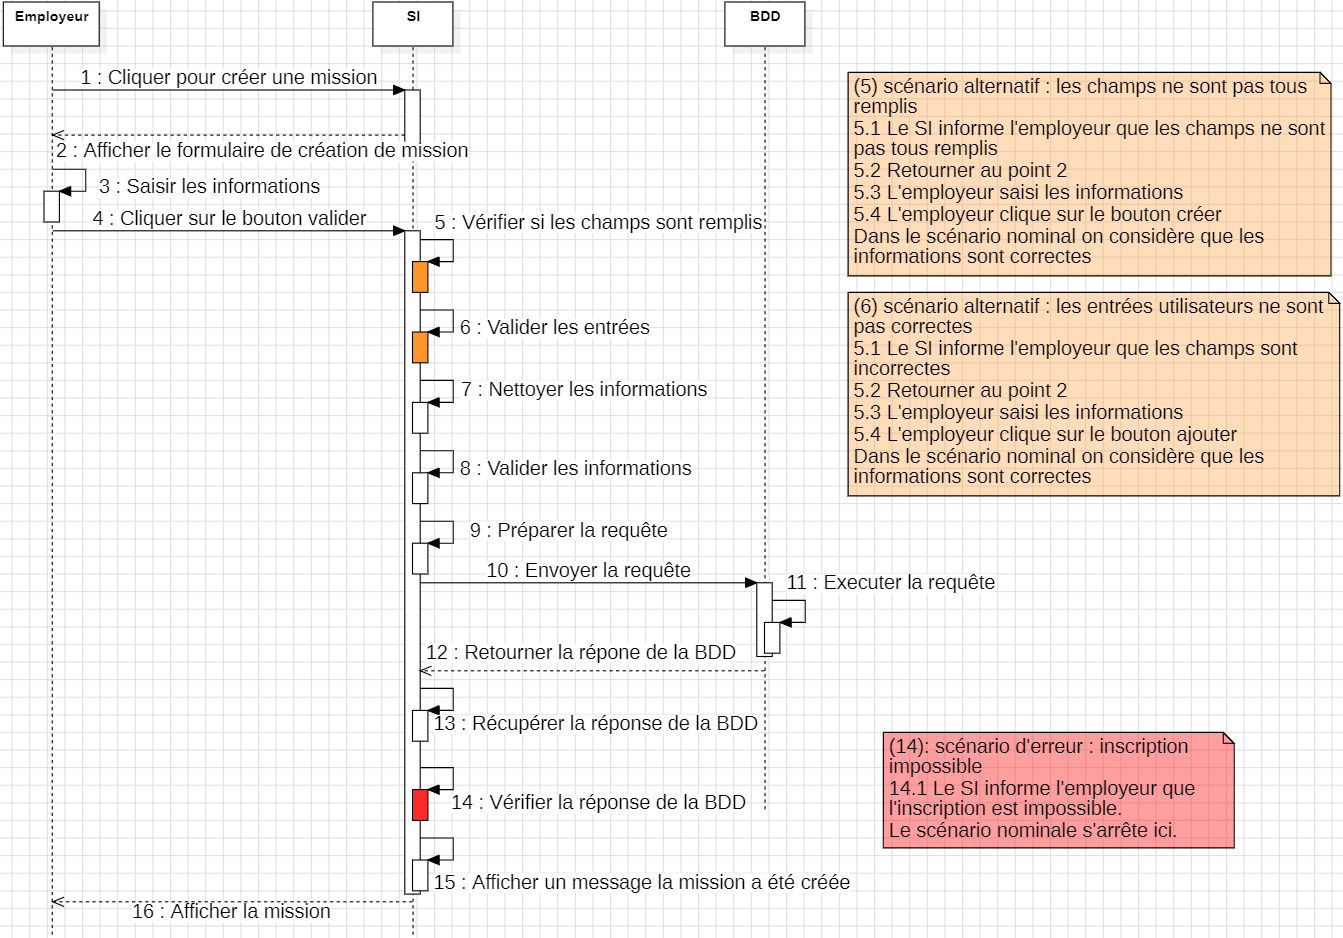 Employeur
SI
BDD
1 : Cliquer pour créer une mission
2 : Afficher le formulaire de création de mission
3 : Saisir les informations
4 : Cliquer sur le bouton valider
5 : Vérifier si les champs sont remplis
6 : Valider les entrées
7 : Nettoyer les informations
8 : Valider les informations
9 : Préparer la requête
10 : Envoyer la requête
11 : Executer la requête
12 : Retourner la répone de la BDD
13 : Récupérer la réponse de la BDD
14 : Vérifier la réponse de la BDD
15 : Afficher un message la mission a été créée
16 : Afficher la mission
(5) scénario alternatif : les champs ne sont pas tous
remplis
5.1 Le SI informe l'employeur que les champs ne sont
pas tous remplis
5.2 Retourner au point 2
5.3 L'employeur saisi les informations
5.4 L'employeur clique sur le bouton créer
Dans le scénario nominal on considère que les
informations sont correctes
(6) scénario alternatif : les entrées utilisateurs ne sont
pas correctes
5.1 Le SI informe l'employeur que les champs sont
incorrectes
5.2 Retourner au point 2
5.3 L'employeur saisi les informations
5.4 L'employeur clique sur le bouton ajouter
Dans le scénario nominal on considère que les
informations sont correctes
(14): scénario d'erreur : inscription
impossible
14.1 Le SI informe l'employeur que
l'inscription est impossible.
Le scénario nominale s'arrête ici.